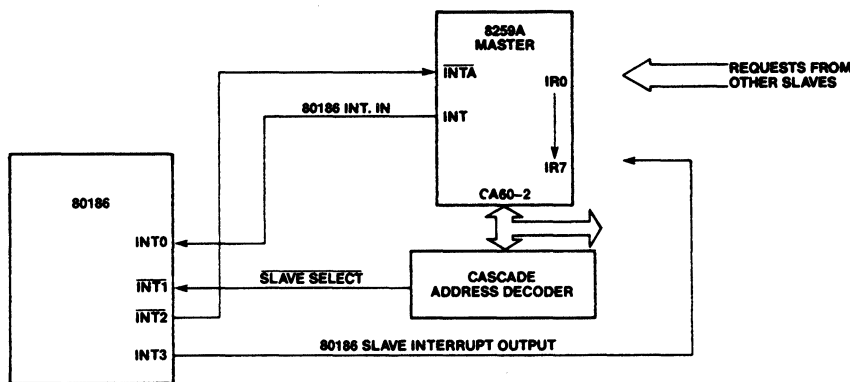 8259A
MASTER
INTA
IR0
REQUESTS FROM
OTHER SLAVES
80186 INT. IN
INT
IR7
80186
CA60-2
INT0
CASCADE
ADDRESS DECODER
SLAVE SELECT
INT1
INT2
INT3
80186 SLAVE INTERRUPT OUTPUT